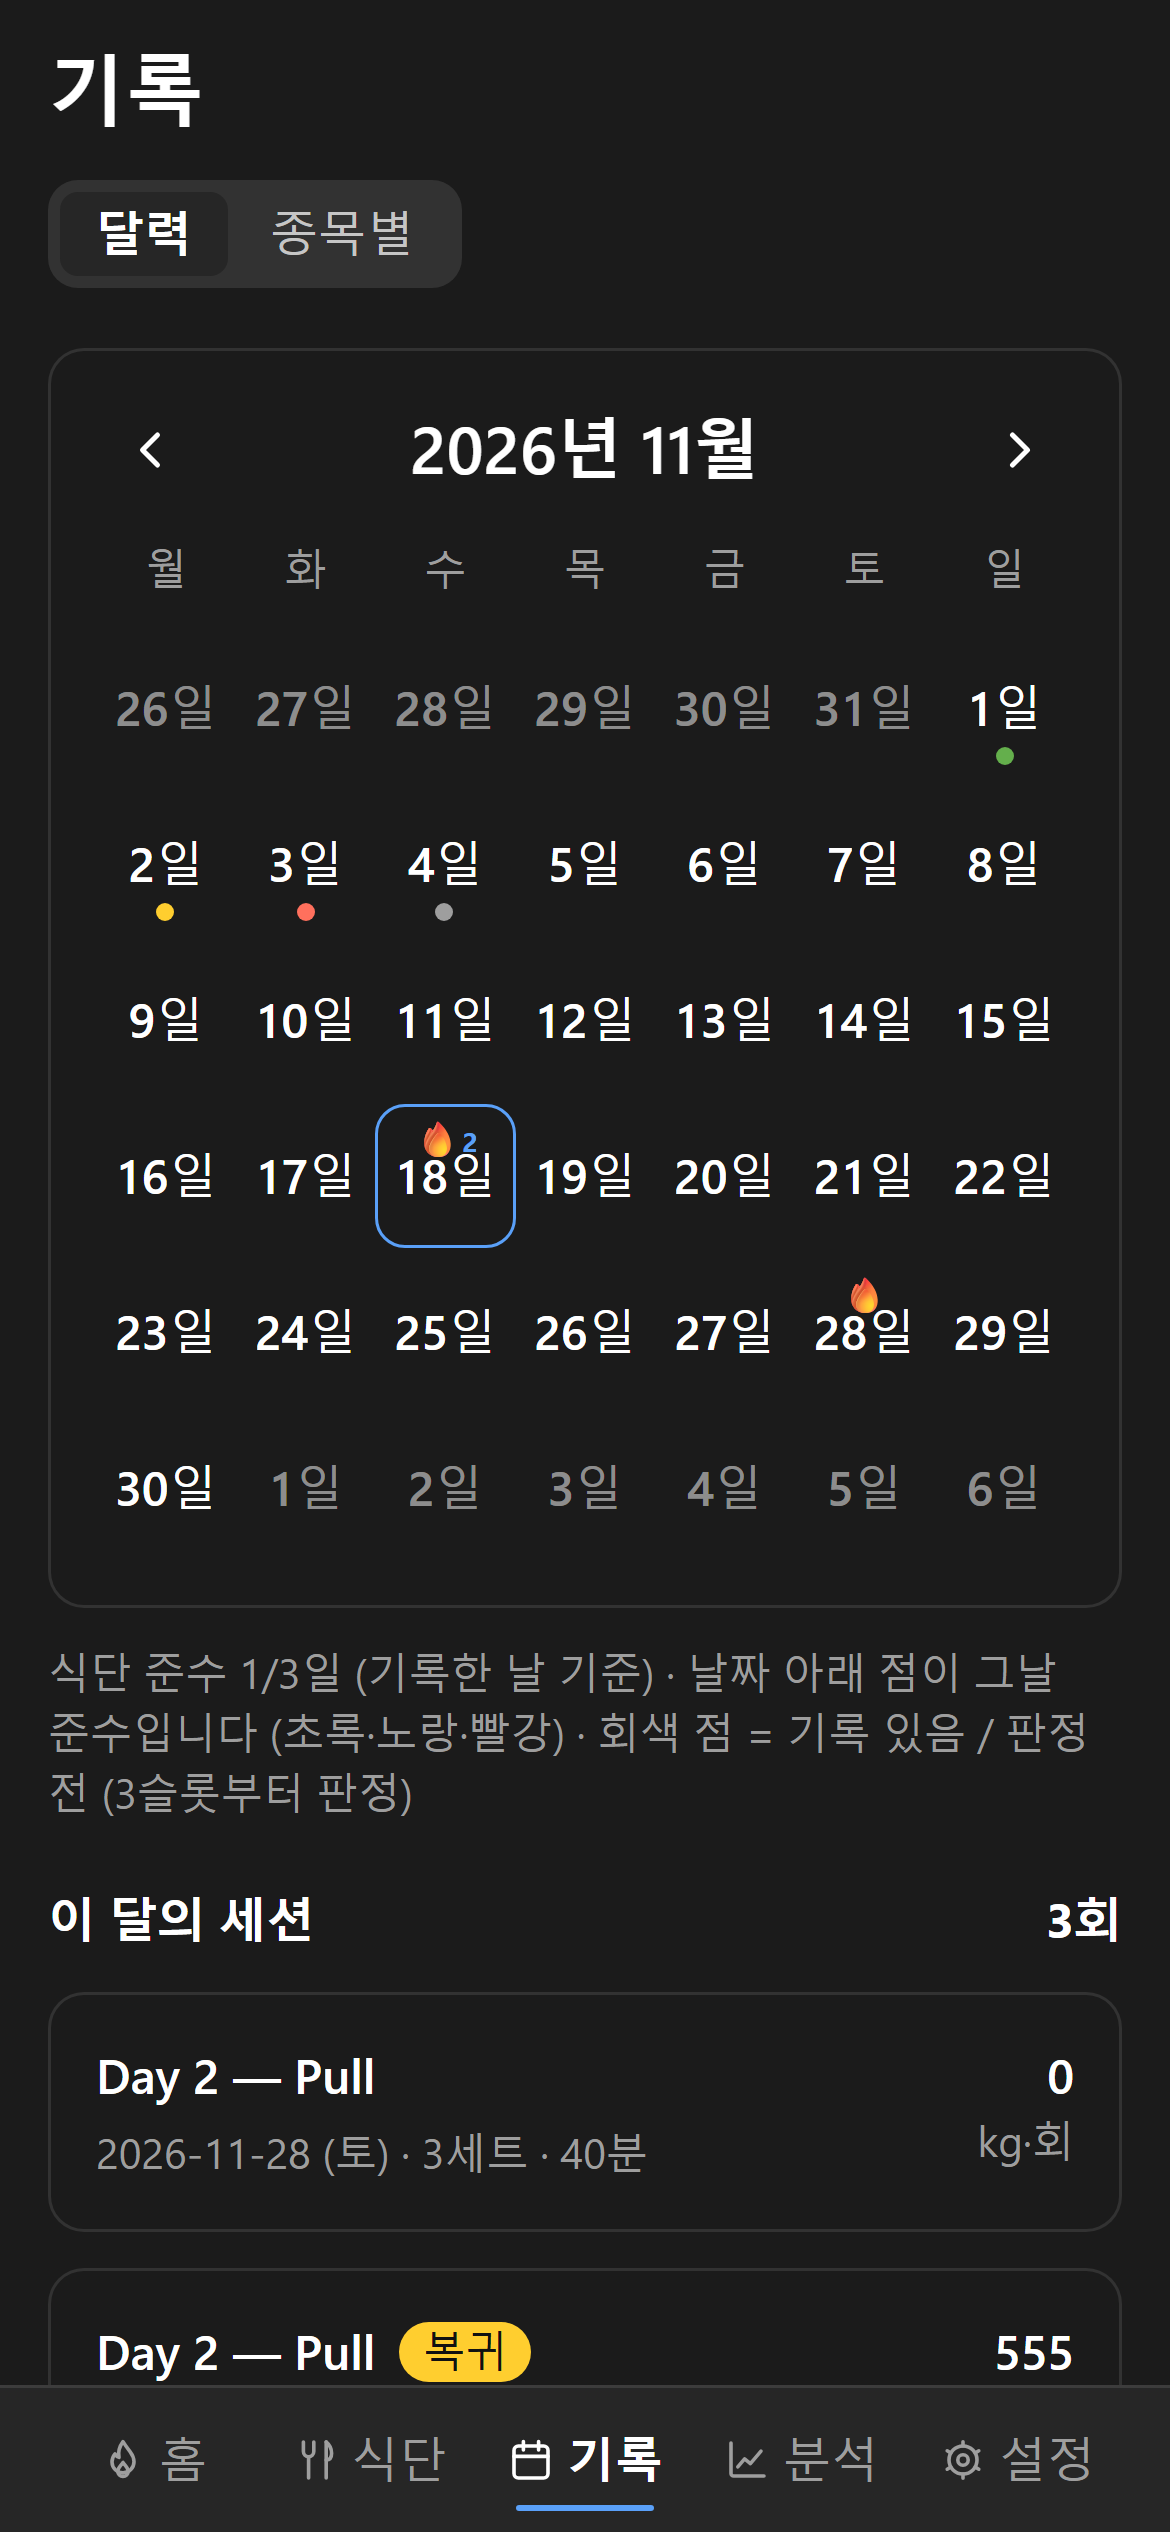 기록
달력 종목별
2026년 11월
월 화 수 목 금 토 일
26일 27일 28일 29일 30일 31일 1일
2일 3일 4일 5일 6일 7일 8일
9일 10일 11일 12일 13일 14일 15일
2
16일 17일 18일 19일 20일 21일 22일
23일 24일 25일 26일 27일 28일 29일
30일 1일 2일 3일 4일 5일 6일
식단 준수 1/3일 (기록한 날 기준) · 날짜 아래 점이 그날
준수입니다 (초록·노랑·빨강) · 회색 점 = 기록 있음 / 판정
전 (3슬롯부터 판정)
이 달의 세션 3회
Day 2 — Pull 0
2026-11-28 (토) · 3세트 · 40분 kg·회
Day 2 — Pull 복귀 555
홈 식단 기록 분석 설정